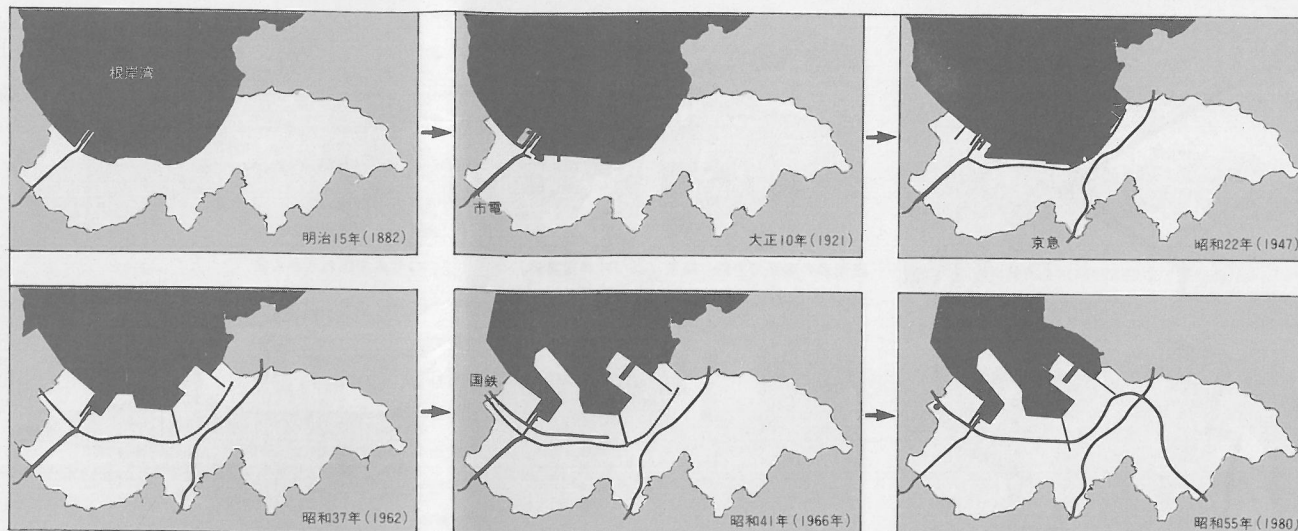 根岸湾
明治15年(1882)
市電
大正10年(1921)
京急
昭和22年(1947)
昭和37年(1962)
国鉄
昭和41年(1966年)
昭和55年(1980)